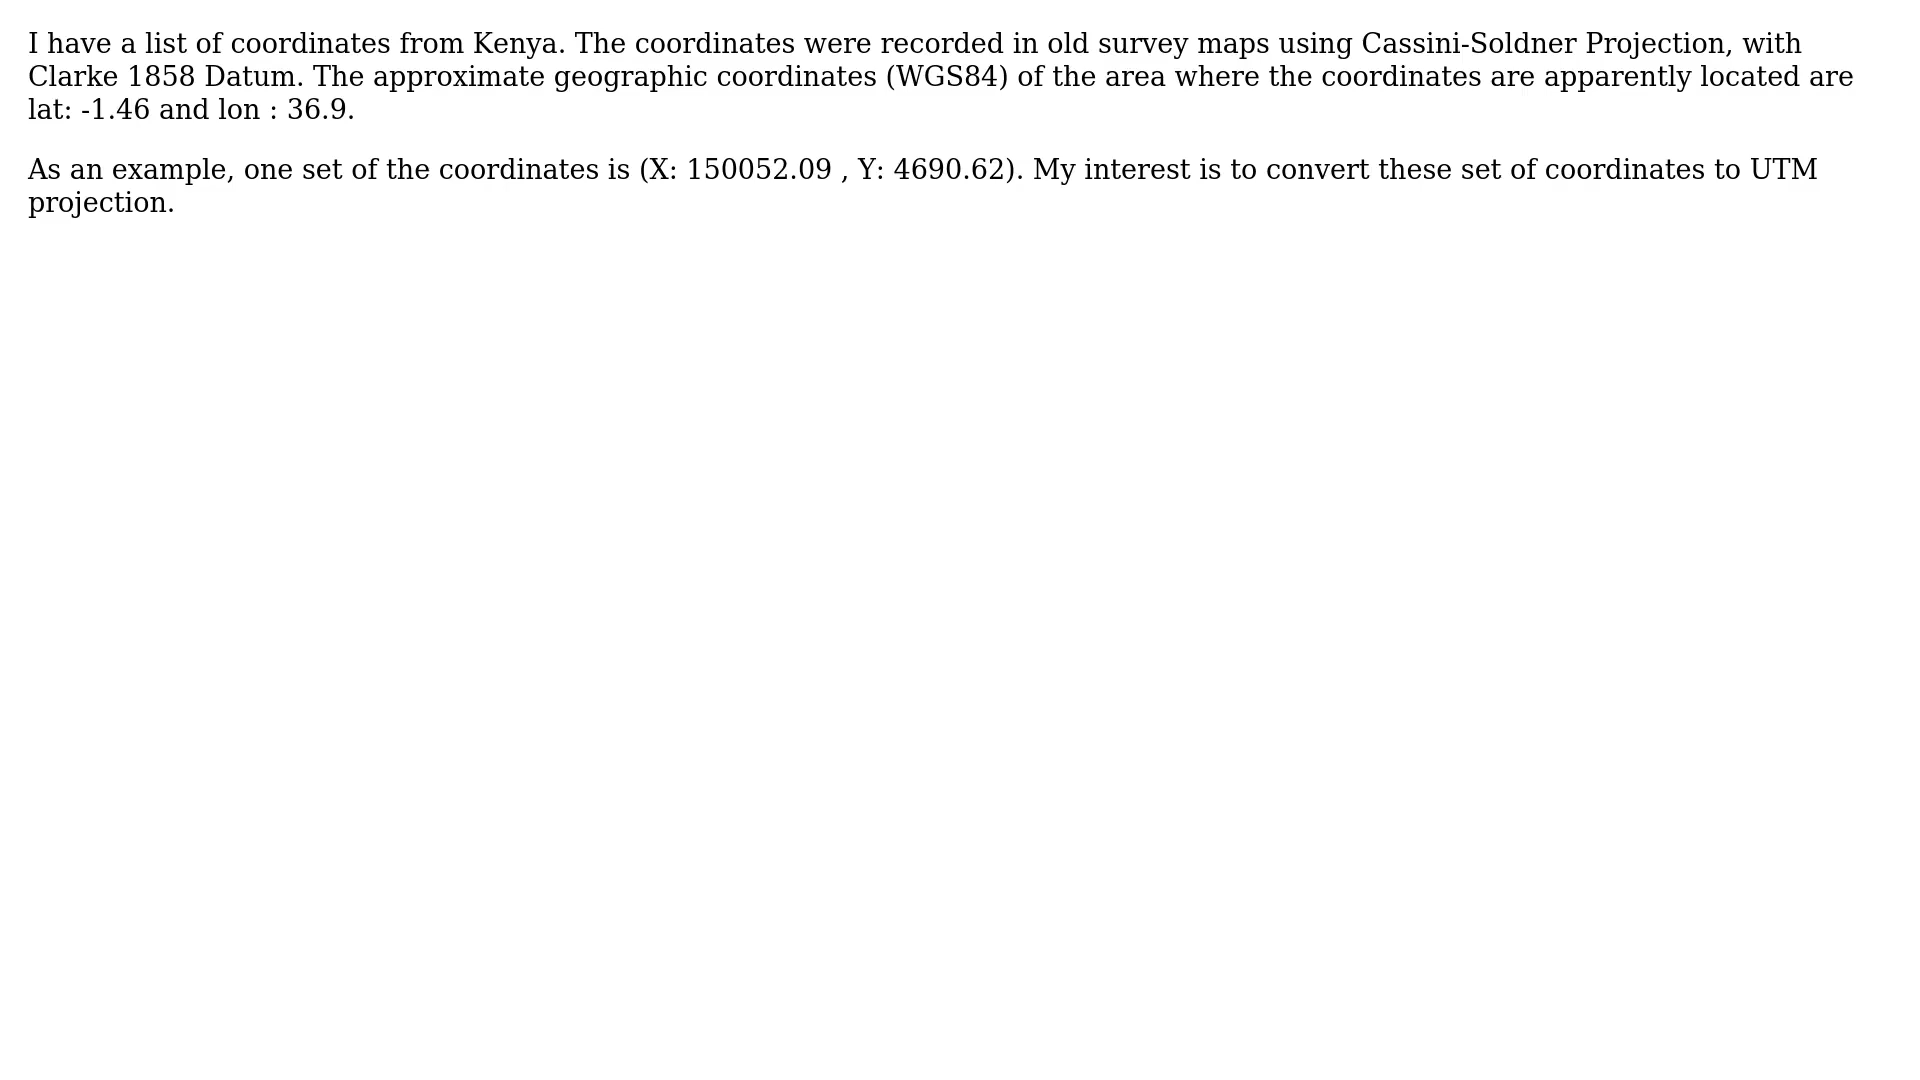 I have a list of coordinates from Kenya. The coordinates were recorded in old survey maps using Cassini-Soldner Projection, with
Clarke 1858 Datum. The approximate geographic coordinates (WGS84) of the area where the coordinates are apparently located are
lat: -1.46 and lon : 36.9.
As an example, one set of the coordinates is (X: 150052.09 , Y: 4690.62). My interest is to convert these set of coordinates to UTM
projection.